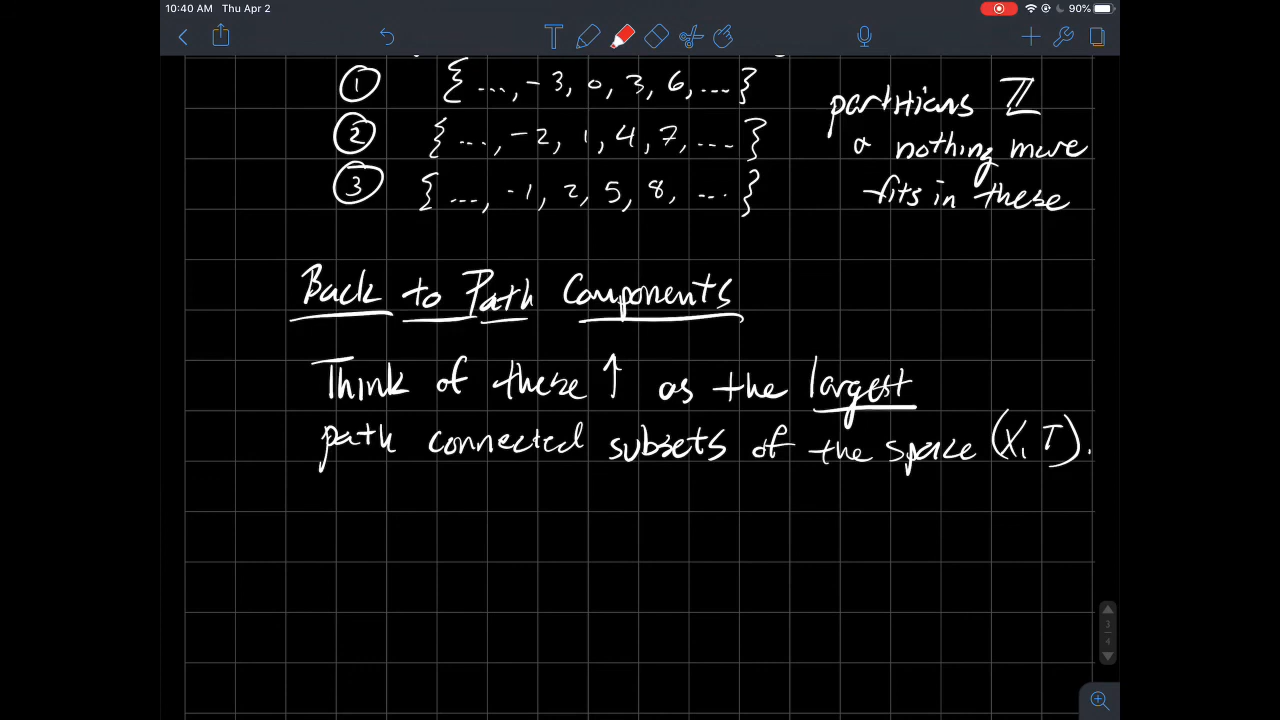 10:40 AM Thu Apr 2
90%
① {..., -3, 0, 3, 6, ...}
② {..., -2, 1, 4, 7, ...}
③ {..., -1, 2, 5, 8, ...}
partitions ℤ
nothing more
fits in these
Back to Path Components
Think of these ↑ as the largest
path connected subsets of the space (X, T).
3
4